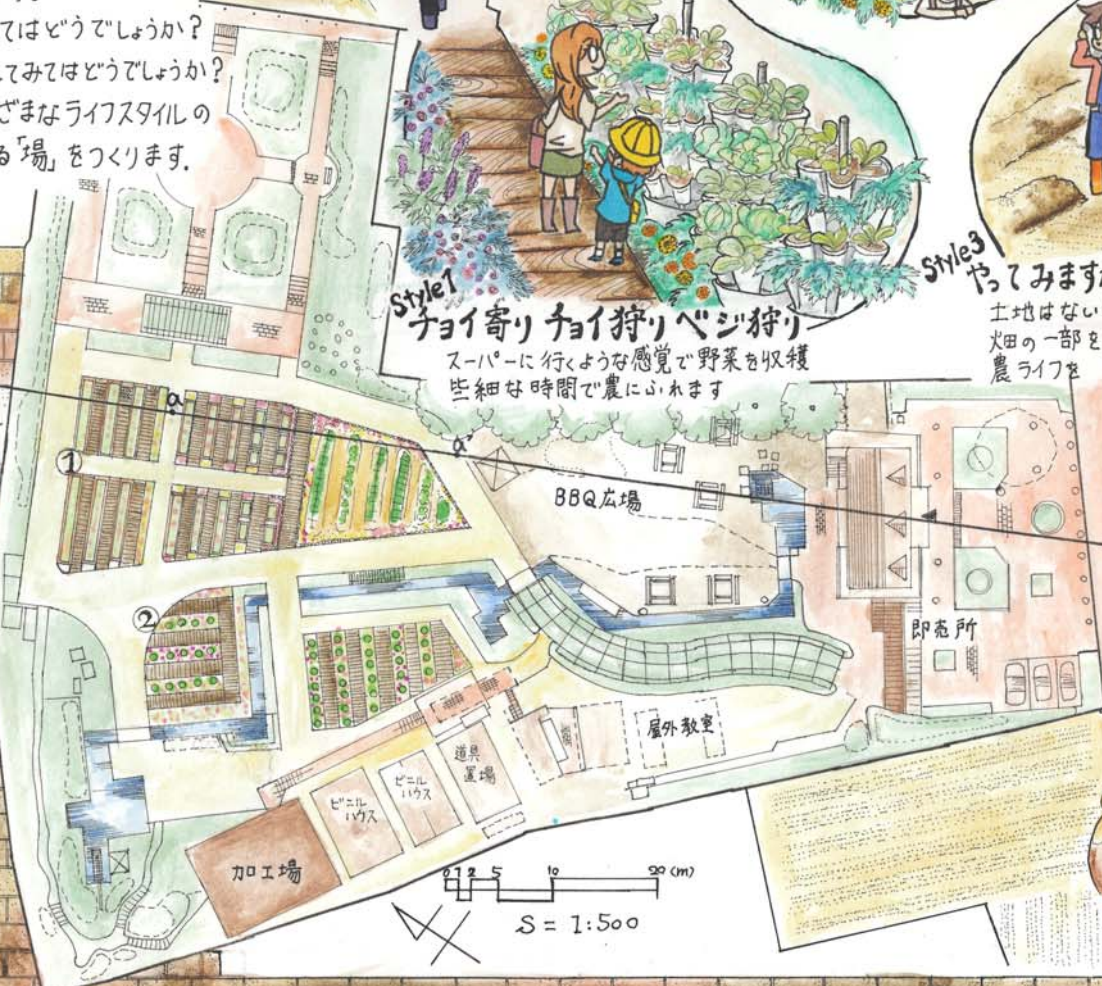 てはどうでしょうか?
してみてはどうでしょうか?
ざまなライフスタイルの
る「場」をつくります.
Style1
チョイ寄り チョイ狩り ベジ狩り
スーパーに行くような感覚で野菜を収穫
些細な時間で農にふれます
Style3
やってみます
土地はない
畑の一部を
農ライフを
a
a'
①
BBQ広場
②
即売所
屋外教室
道具
置場
ビニル
ハウス
ビニル
ハウス
加工場
0 1 2 5 10 20 (m)
S = 1:500